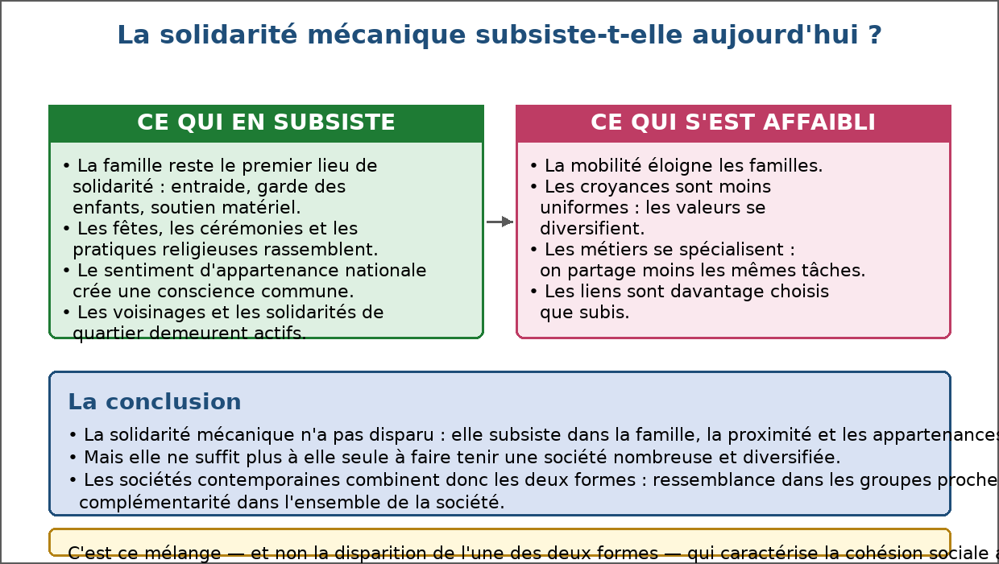 La solidarité mécanique subsiste-t-elle aujourd'hui ?
CE QUI EN SUBSISTE
• La famille reste le premier lieu de
solidarité : entraide, garde des
enfants, soutien matériel.
• Les fêtes, les cérémonies et les
pratiques religieuses rassemblent.
• Le sentiment d'appartenance nationale
crée une conscience commune.
• Les voisinages et les solidarités de
quartier demeurent actifs.
CE QUI S'EST AFFAIBLI
• La mobilité éloigne les familles.
• Les croyances sont moins
uniformes : les valeurs se
diversifient.
• Les métiers se spécialisent :
on partage moins les mêmes tâches.
• Les liens sont davantage choisis
que subis.
La conclusion
• La solidarité mécanique n'a pas disparu : elle subsiste dans la famille, la proximité et les appartenances
• Mais elle ne suffit plus à elle seule à faire tenir une société nombreuse et diversifiée.
• Les sociétés contemporaines combinent donc les deux formes : ressemblance dans les groupes proche
complémentarité dans l'ensemble de la société.
C'est ce mélange — et non la disparition de l'une des deux formes — qui caractérise la cohésion sociale